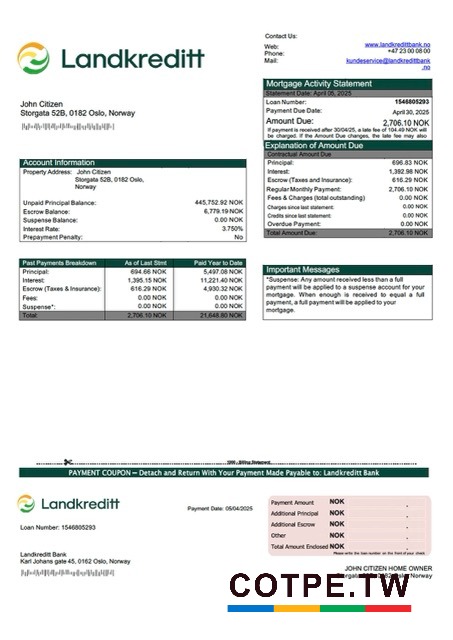 Landkreditt
Contact Us:
Web: www.landkredittbank.no
Phone: +47 23 00 08 00
Mail: kundeservice@landkredittbank.no
John Citizen
Storgata 52B, 0182 Oslo, Norway
Mortgage Activity Statement
Statement Date: April 05, 2025
Loan Number: 1546805293
Payment Due Date: April 30, 2025
Amount Due: 2,706.10 NOK
If payment is received after 30/04/25, a late fee of 104.49 NOK will
be charged. If the Amount Due changes, the late fee may also
Explanation of Amount Due
Contractual Amount Due
Principal: 696.83 NOK
Interest: 1,392.98 NOK
Escrow (Taxes and Insurance): 616.29 NOK
Regular Monthly Payment: 2,706.10 NOK
Fees & Charges (total outstanding) 0.00 NOK
Charges since last statement: 0.00 NOK
Credits since last statement: 0.00 NOK
Overdue Payment: 0.00 NOK
Total Amount Due: 2,706.10 NOK
Account Information
Property Address: John Citizen
Storgata 52B, 0182 Oslo,
Norway
Unpaid Principal Balance: 445,752.92 NOK
Escrow Balance: 6,779.19 NOK
Suspense Balance: 0.00 NOK
Interest Rate: 3.750%
Prepayment Penalty: No
Past Payments Breakdown As of Last Stmt Paid Year to Date
Principal: 694.66 NOK 5,497.08 NOK
Interest: 1,395.15 NOK 11,221.40 NOK
Escrow (Taxes & Insurance): 616.29 NOK 4,930.32 NOK
Fees: 0.00 NOK 0.00 NOK
Suspense*: 0.00 NOK 0.00 NOK
Total: 2,706.10 NOK 21,648.80 NOK
Important Messages
*Suspense: Any amount received less than a full
payment will be applied to a suspense account for your
mortgage. When enough is received to equal a full
payment, a full payment will be applied to your
mortgage.
Billing Statement
PAYMENT COUPON – Detach and Return With Your Payment Made Payable to: Landkreditt Bank
Landkreditt
Payment Date: 05/04/2025
Loan Number: 1546805293
Payment Amount NOK
Additional Principal NOK
Additional Escrow NOK
Other NOK
Total Amount Enclosed NOK
Please write the loan number on the front of your check.
Landkreditt Bank
Karl Johans gate 45, 0162 Oslo, Norway
JOHN CITIZEN HOME OWNER
Storgata 52B, 0182 Oslo, Norway
COTPE.TW